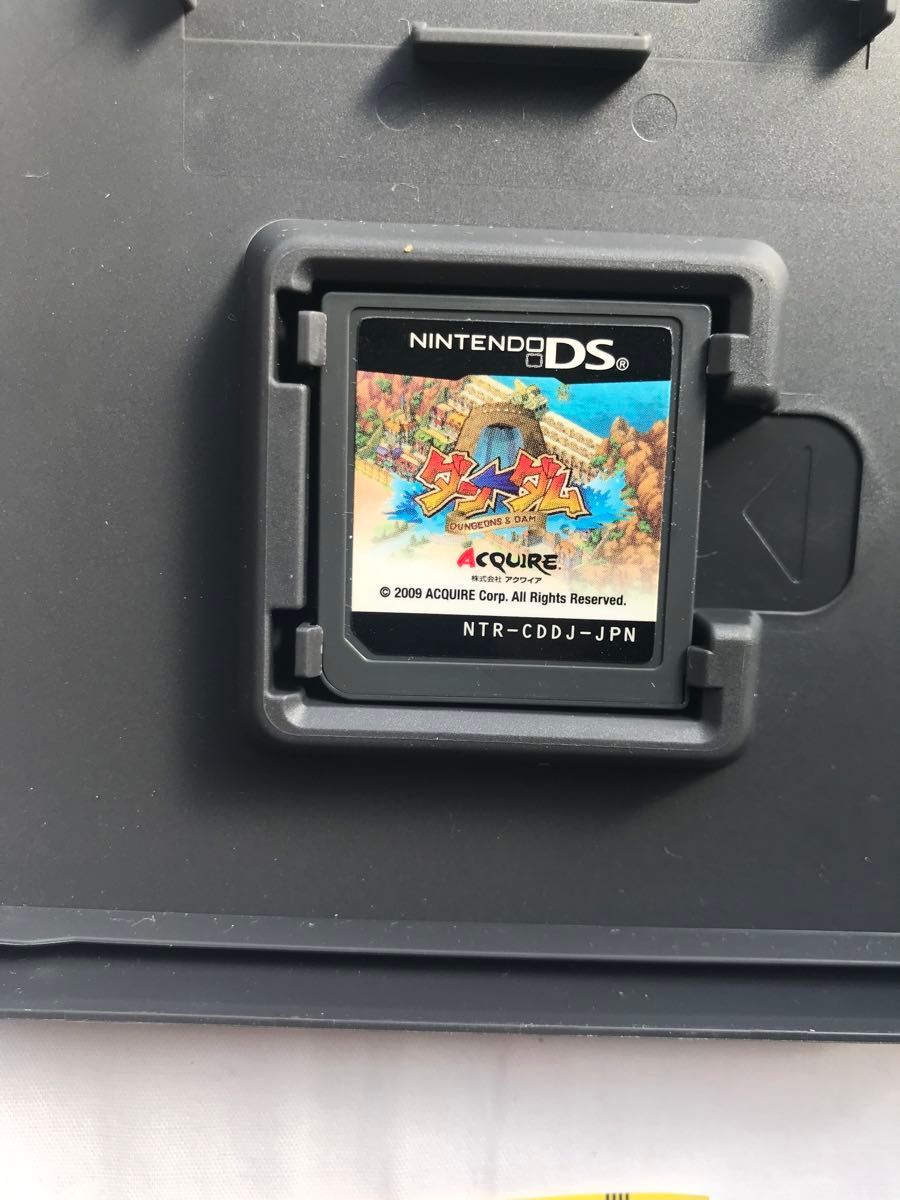 NINTENDO DS®
ダン←ダム
DUNGEONS & DAM
ACQUIRE.
株式会社 アクワイア
© 2009 ACQUIRE Corp. All Rights Reserved.
NTR-CDDJ-JPN